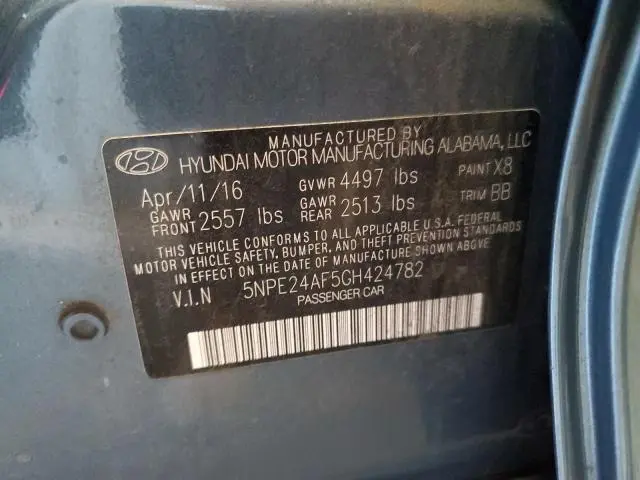 MANUFACTURED BY
HYUNDAI MOTOR MANUFACTURING ALABAMA, LLC
Apr/11/16 GVWR 4497 lbs PAINT X8
GAWR FRONT 2557 lbs GAWR REAR 2513 lbs TRIM BB
THIS VEHICLE CONFORMS TO ALL APPLICABLE U.S.A. FEDERAL
MOTOR VEHICLE SAFETY, BUMPER, AND THEFT PREVENTION STANDARDS
IN EFFECT ON THE DATE OF MANUFACTURE SHOWN ABOVE.
V.I.N 5NPE24AF5GH424782
PASSENGER CAR